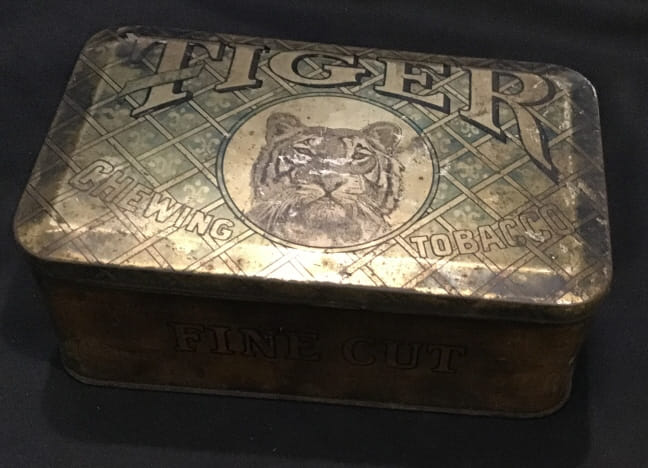 TIGER
CHEWING TOBACCO
FINE CUT